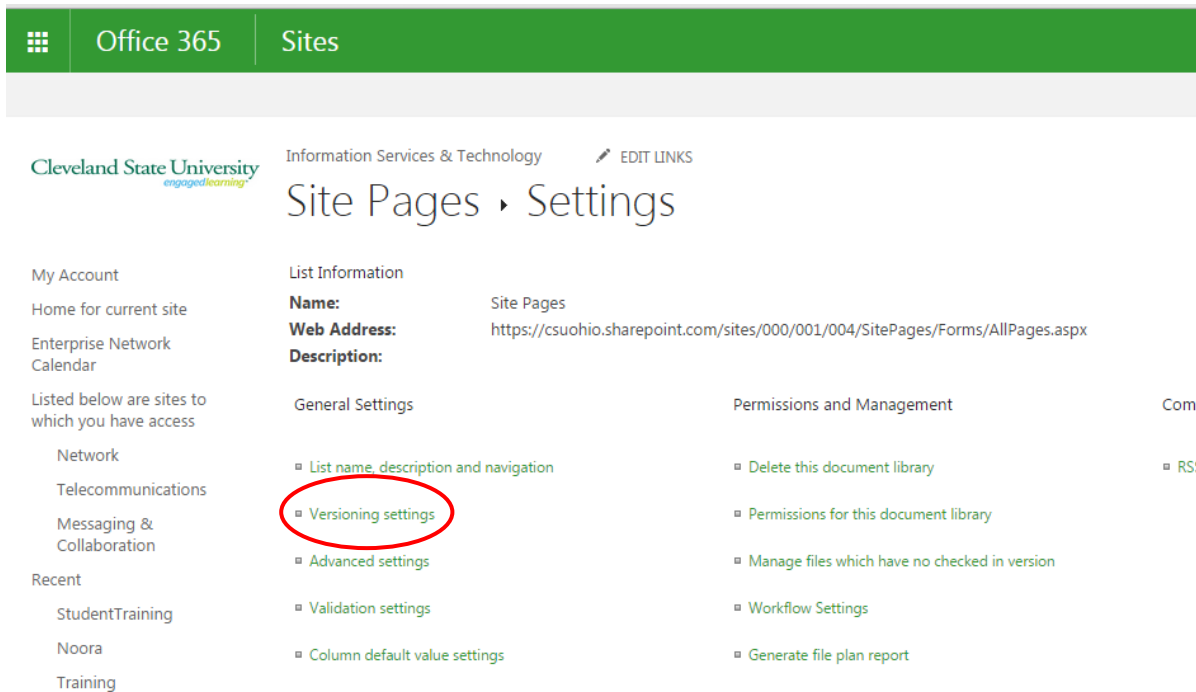 Office 365
Sites
Cleveland State University
engagedlearning
Information Services & Technology
EDIT LINKS
Site Pages
Settings
My Account
Home for current site
Enterprise Network
Calendar
Listed below are sites to
which you have access
Network
Telecommunications
Messaging &
Collaboration
Recent
StudentTraining
Noora
Training
List Information
Name: Site Pages
Web Address: https://csuohio.sharepoint.com/sites/000/001/004/SitePages/Forms/AllPages.aspx
Description:
General Settings
List name, description and navigation
Versioning settings
Advanced settings
Validation settings
Column default value settings
Permissions and Management
Delete this document library
Permissions for this document library
Manage files which have no checked in version
Workflow Settings
Generate file plan report
Com
RSS